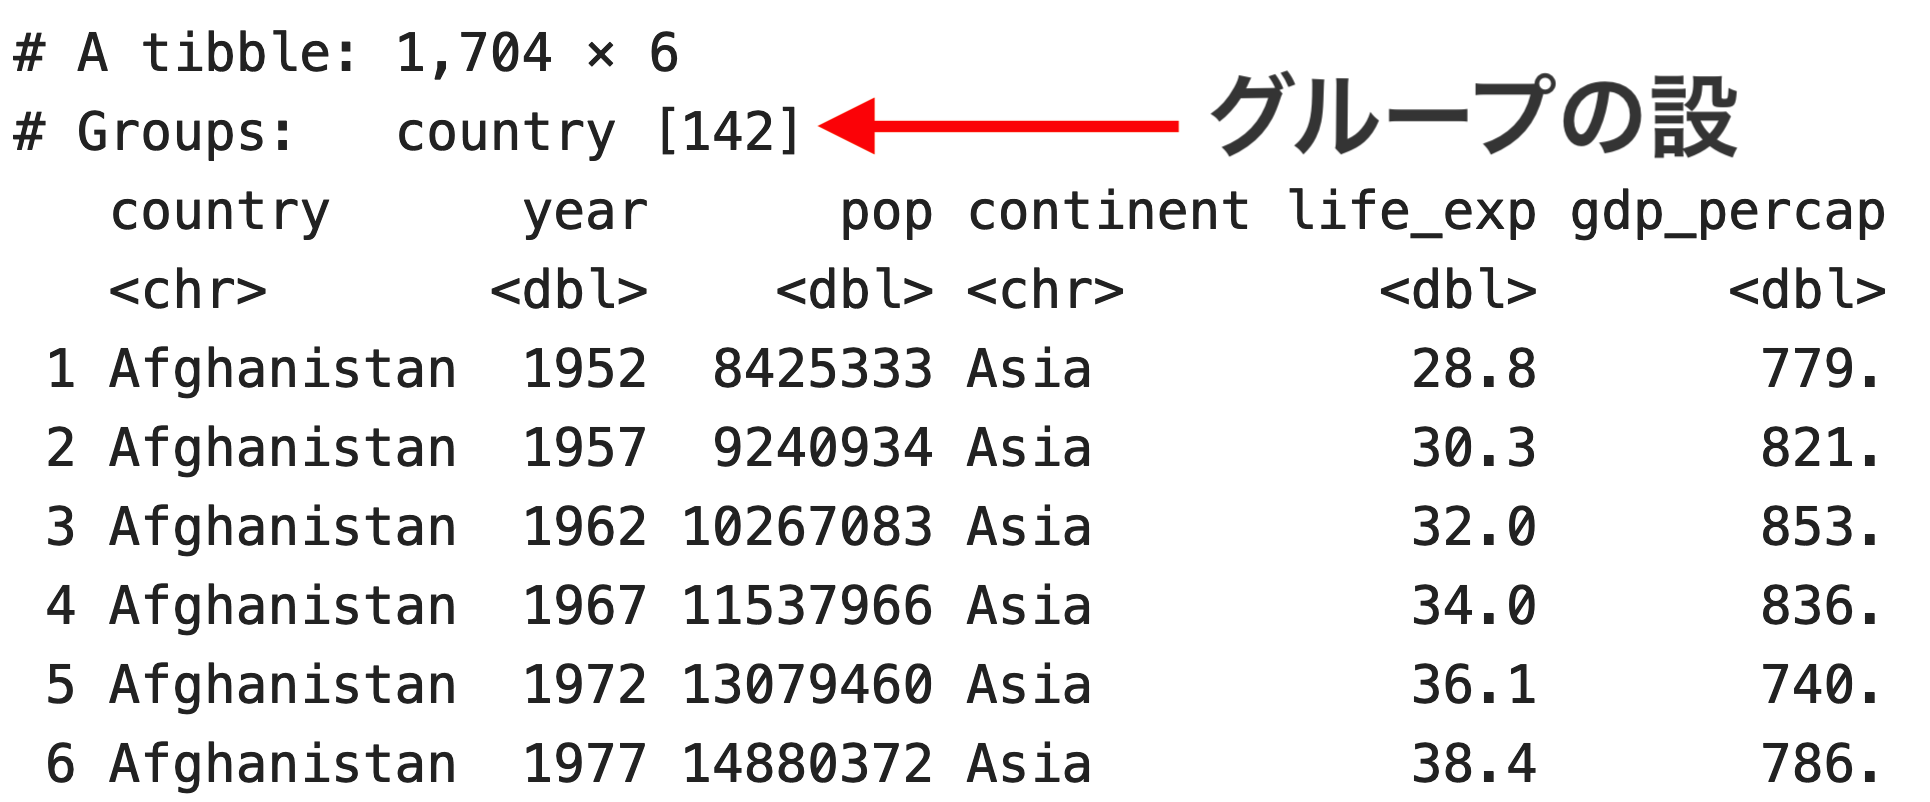 # A tibble: 1,704 × 6
# Groups:   country [142]
グループの設
country year pop continent life_exp gdp_percap
<chr> <dbl> <dbl> <chr> <dbl> <dbl>
1 Afghanistan 1952 8425333 Asia 28.8 779.
2 Afghanistan 1957 9240934 Asia 30.3 821.
3 Afghanistan 1962 10267083 Asia 32.0 853.
4 Afghanistan 1967 11537966 Asia 34.0 836.
5 Afghanistan 1972 13079460 Asia 36.1 740.
6 Afghanistan 1977 14880372 Asia 38.4 786.